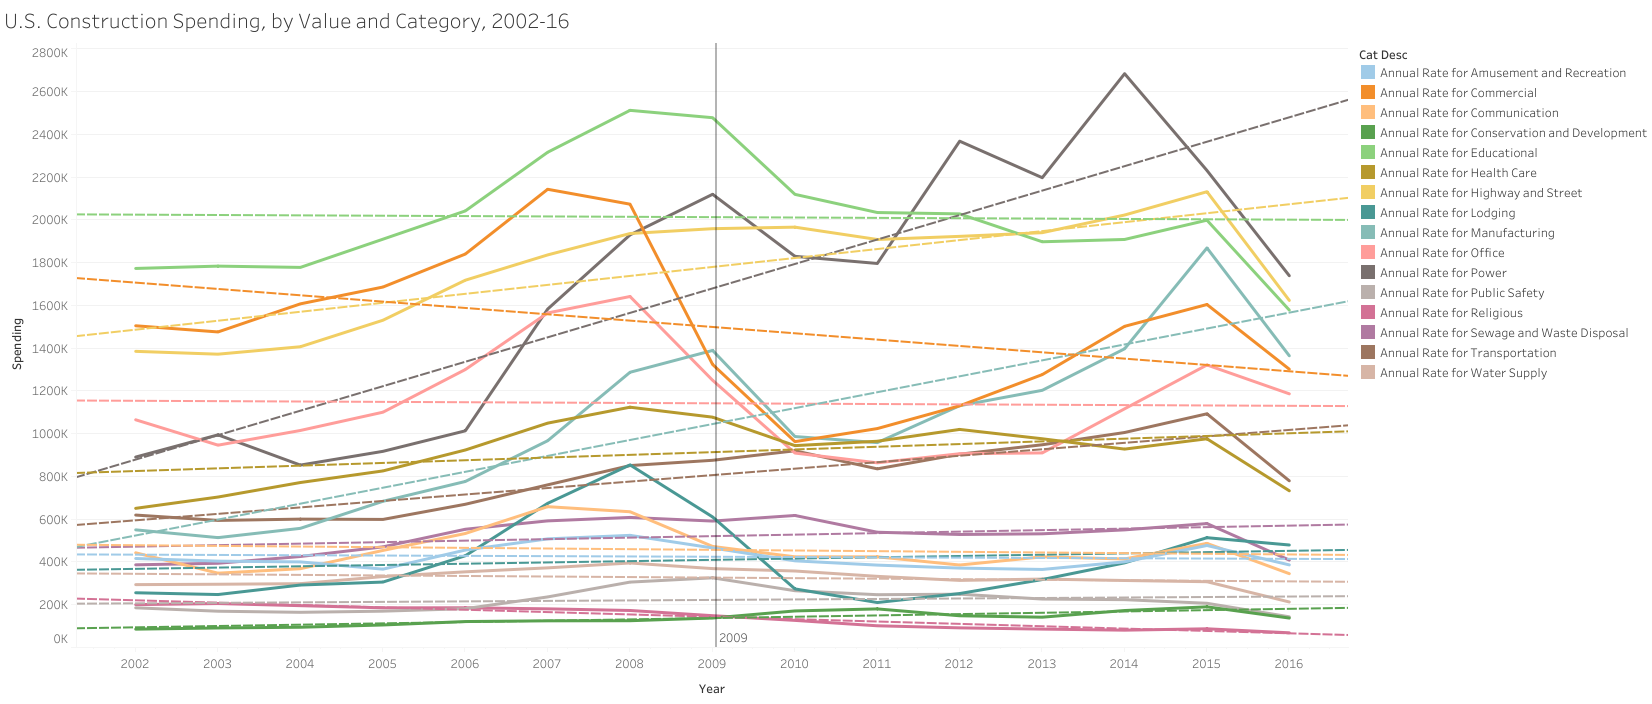 U.S. Construction Spending, by Value and Category, 2002-16
2800K
2600K
2400K
2200K
2000K
1800K
1600K
1400K
1200K
1000K
800K
600K
400K
200K
0K
Spending
2009
2002 2003 2004 2005 2006 2007 2008 2009 2010 2011 2012 2013 2014 2015 2016
Year
Cat Desc
Annual Rate for Amusement and Recreation
Annual Rate for Commercial
Annual Rate for Communication
Annual Rate for Conservation and Development
Annual Rate for Educational
Annual Rate for Health Care
Annual Rate for Highway and Street
Annual Rate for Lodging
Annual Rate for Manufacturing
Annual Rate for Office
Annual Rate for Power
Annual Rate for Public Safety
Annual Rate for Religious
Annual Rate for Sewage and Waste Disposal
Annual Rate for Transportation
Annual Rate for Water Supply